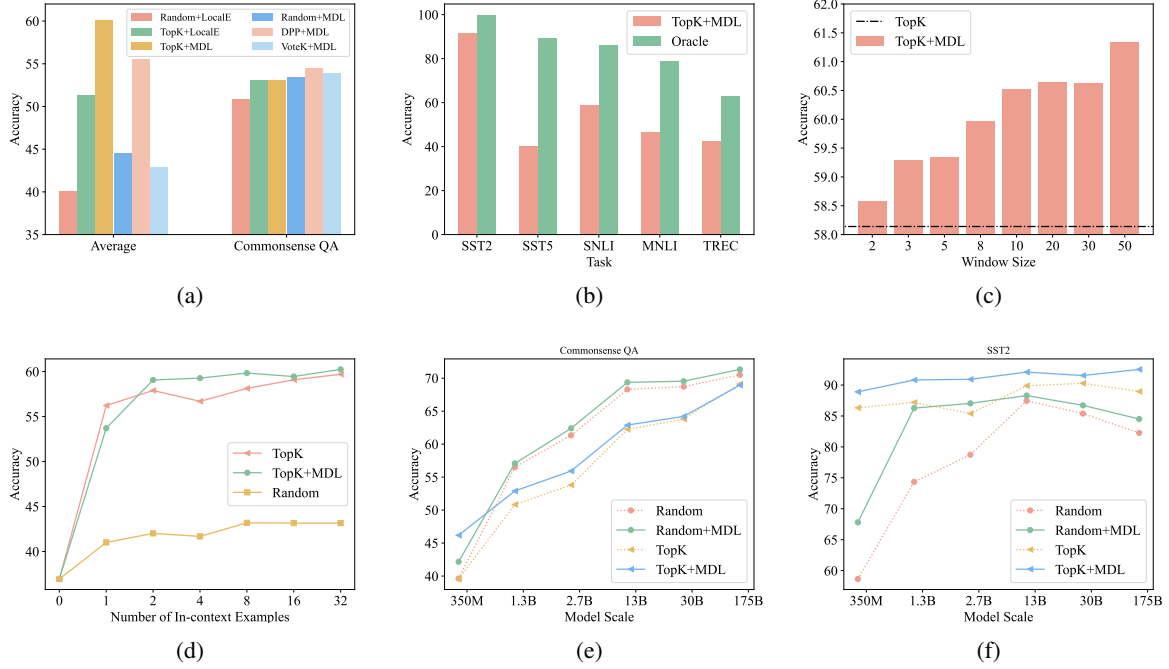 Random+LocalE
TopK+LocalE
TopK+MDL
Random+MDL
DPP+MDL
VoteK+MDL
Accuracy
60
55
50
45
40
35
Average
Commonsense QA
(a)
TopK+MDL
Oracle
Accuracy
100
80
60
40
20
0
SST2
SST5
SNLI
MNLI
TREC
Task
(b)
TopK
TopK+MDL
Accuracy
62.0
61.5
61.0
60.5
60.0
59.5
59.0
58.5
58.0
2
3
5
8
10
20
30
50
Window Size
(c)
Accuracy
60
55
50
45
40
TopK
TopK+MDL
Random
0
1
2
4
8
16
32
Number of In-context Examples
(d)
Commonsense QA
Accuracy
70
65
60
55
50
45
40
Random
Random+MDL
TopK
TopK+MDL
350M
1.3B
2.7B
13B
30B
175B
Model Scale
(e)
SST2
Accuracy
90
85
80
75
70
65
60
Random
Random+MDL
TopK
TopK+MDL
350M
1.3B
2.7B
13B
30B
175B
Model Scale
(f)